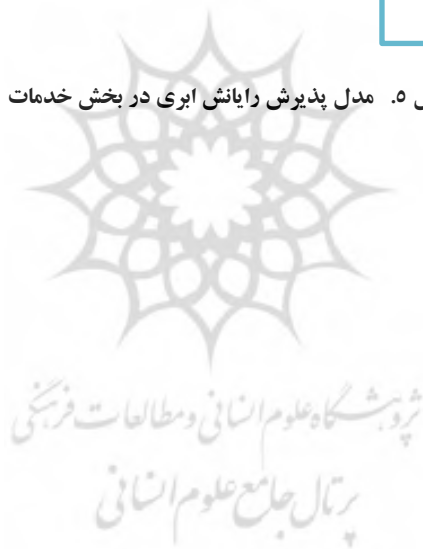 ۵. مدل پذیرش رایانش ابری در بخش خدمات
پژوهشگاه علوم انسانی و مطالعات فرهنگی
پرتال جامع علوم انسانی